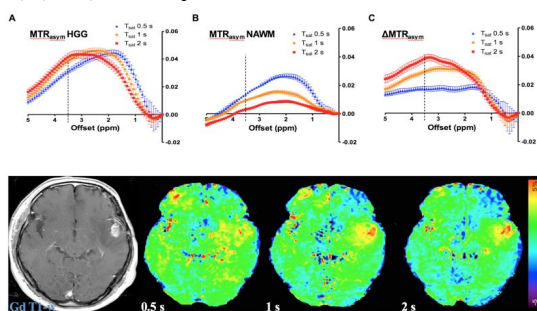 A
MTRasym HGG
Tsat 0.5 s
Tsat 1 s
Tsat 2 s
0.06
0.04
0.02
0.00
-0.02
5 4 3 2 1
Offset (ppm)
B
MTRasym NAWM
Tsat 0.5 s
Tsat 1 s
Tsat 2 s
0.06
0.04
0.02
0.00
-0.02
5 4 3 2 1
Offset (ppm)
C
ΔMTRasym
Tsat 0.5 s
Tsat 1 s
Tsat 2 s
0.06
0.04
0.02
0.00
-0.02
5 4 3 2 1
Offset (ppm)
0.5 s
1 s
2 s
5%